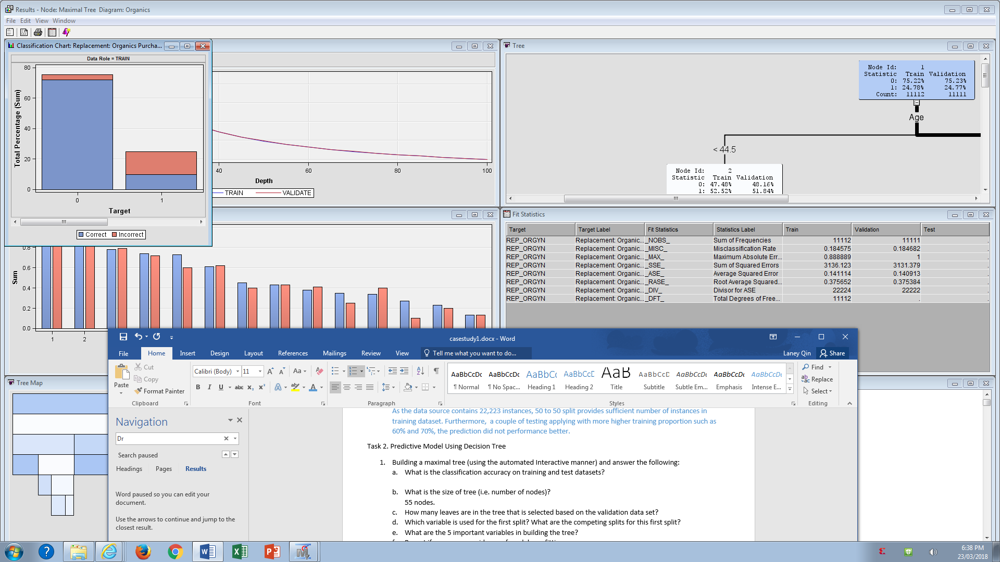 Results - Node: Maximal Tree Diagram: Organics
File Edit View Window
Classification Chart: Replacement: Organics Purcha...
Data Role = TRAIN
Total Percentage (Sum)
80
60
40
20
0
0 1
Target
Correct Incorrect
40 60 80 100
Depth
TRAIN VALIDATE
Tree
Node Id: 1
Statistic Train Validation
0: 75.22% 75.23%
1: 24.78% 24.77%
Count: 11112 11111
Age
< 44.5
Node Id: 2
Statistic Train Validation
0: 47.48% 48.16%
1: 52.52% 51.84%
Sum
0.8
0.6
0.4
0.2
0.0
1 2
Fit Statistics
Target Target Label Fit Statistics Statistics Label Train Validation Test
REP_ORGYN Replacement: Organic... _NOBS_ Sum of Frequencies 11112 11111 .
REP_ORGYN Replacement: Organic... _MISC_ Misclassification Rate 0.184575 0.184682 .
REP_ORGYN Replacement: Organic... _MAX_ Maximum Absolute Err... 0.888889 1 .
REP_ORGYN Replacement: Organic... _SSE_ Sum of Squared Errors 3136.123 3131.379 .
REP_ORGYN Replacement: Organic... _ASE_ Average Squared Error 0.141114 0.140913 .
REP_ORGYN Replacement: Organic... _RASE_ Root Average Squared... 0.375652 0.375384 .
REP_ORGYN Replacement: Organic... _DIV_ Divisor for ASE 22224 22222 .
REP_ORGYN Replacement: Organic... _DFT_ Total Degrees of Free... 11112 . .
Tree Map
casestudy1.docx - Word
File Home Insert Design Layout References Mailings Review View Tell me what you want to do... Laney Qin Share
Paste
Cut
Copy
Format Painter
Clipboard
Calibri (Body) 11
Font
Paragraph
AaBbCcDc AaBbCcDc AaBbCc AaBbCcE AaB AaBbCcD AaBbCcDc AaBbCcDc AaBbCcDc
¶ Normal ¶ No Spac... Heading 1 Heading 2 Title Subtitle Subtle Em... Emphasis Intense E...
Styles
Find
Replace
Select
Editing
Navigation
Dr
Search paused
Headings Pages Results
Word paused so you can edit your
document.
Use the arrows to continue and jump to the
closest result.
As the data source contains 22,223 instances, 50 to 50 split provides sufficient number of instances in
training dataset. Furthermore, a couple of testing applying with more higher training proportion such as
60% and 70%, the prediction did not performance better.
Task 2. Predictive Model Using Decision Tree
1. Building a maximal tree (using the automated Interactive manner) and answer the following:
a. What is the classification accuracy on training and test datasets?
b. What is the size of tree (i.e. number of nodes)?
55 nodes.
c. How many leaves are in the tree that is selected based on the validation data set?
d. Which variable is used for the first split? What are the competing splits for this first split?
e. What are the 5 important variables in building the tree?
6:38 PM
23/03/2018